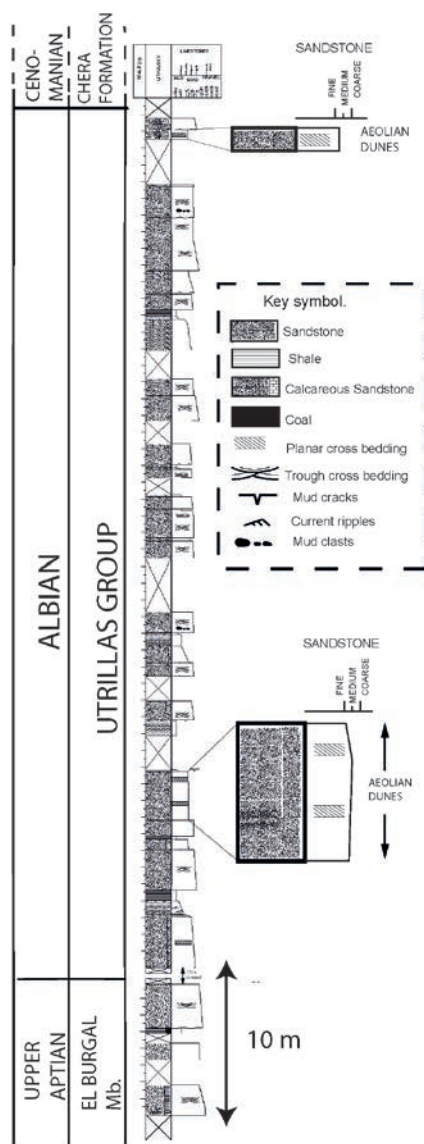 CENO-
MANIAN
CHERA
FORMATION
SANDSTONE
FINE
MEDIUM
COARSE
AEOLIAN
DUNES
Key symbol.
Sandstone
Shale
Calcareous Sandstone
Coal
Planar cross bedding
Trough cross bedding
Mud cracks
Current ripples
Mud clasts
ALBIAN
UTRILLAS GROUP
SANDSTONE
FINE
MEDIUM
COARSE
AEOLIAN
DUNES
UPPER
APTIAN
EL BURGAL
Mb.
10 m